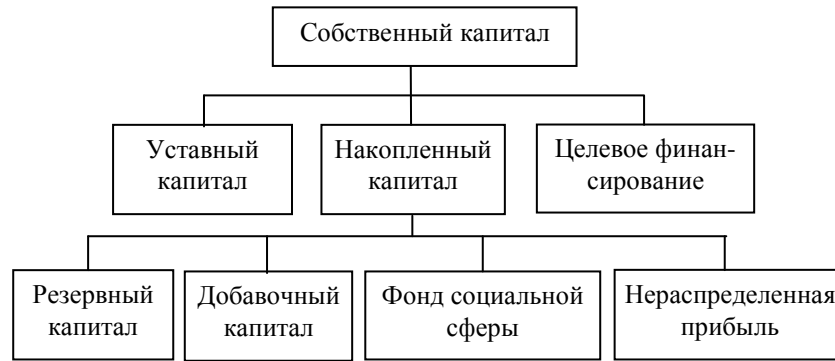 Собственный капитал
Уставный
капитал
Накопленный
капитал
Целевое финан-
сирование
Резервный
капитал
Добавочный
капитал
Фонд социальной
сферы
Нераспределенная
прибыль